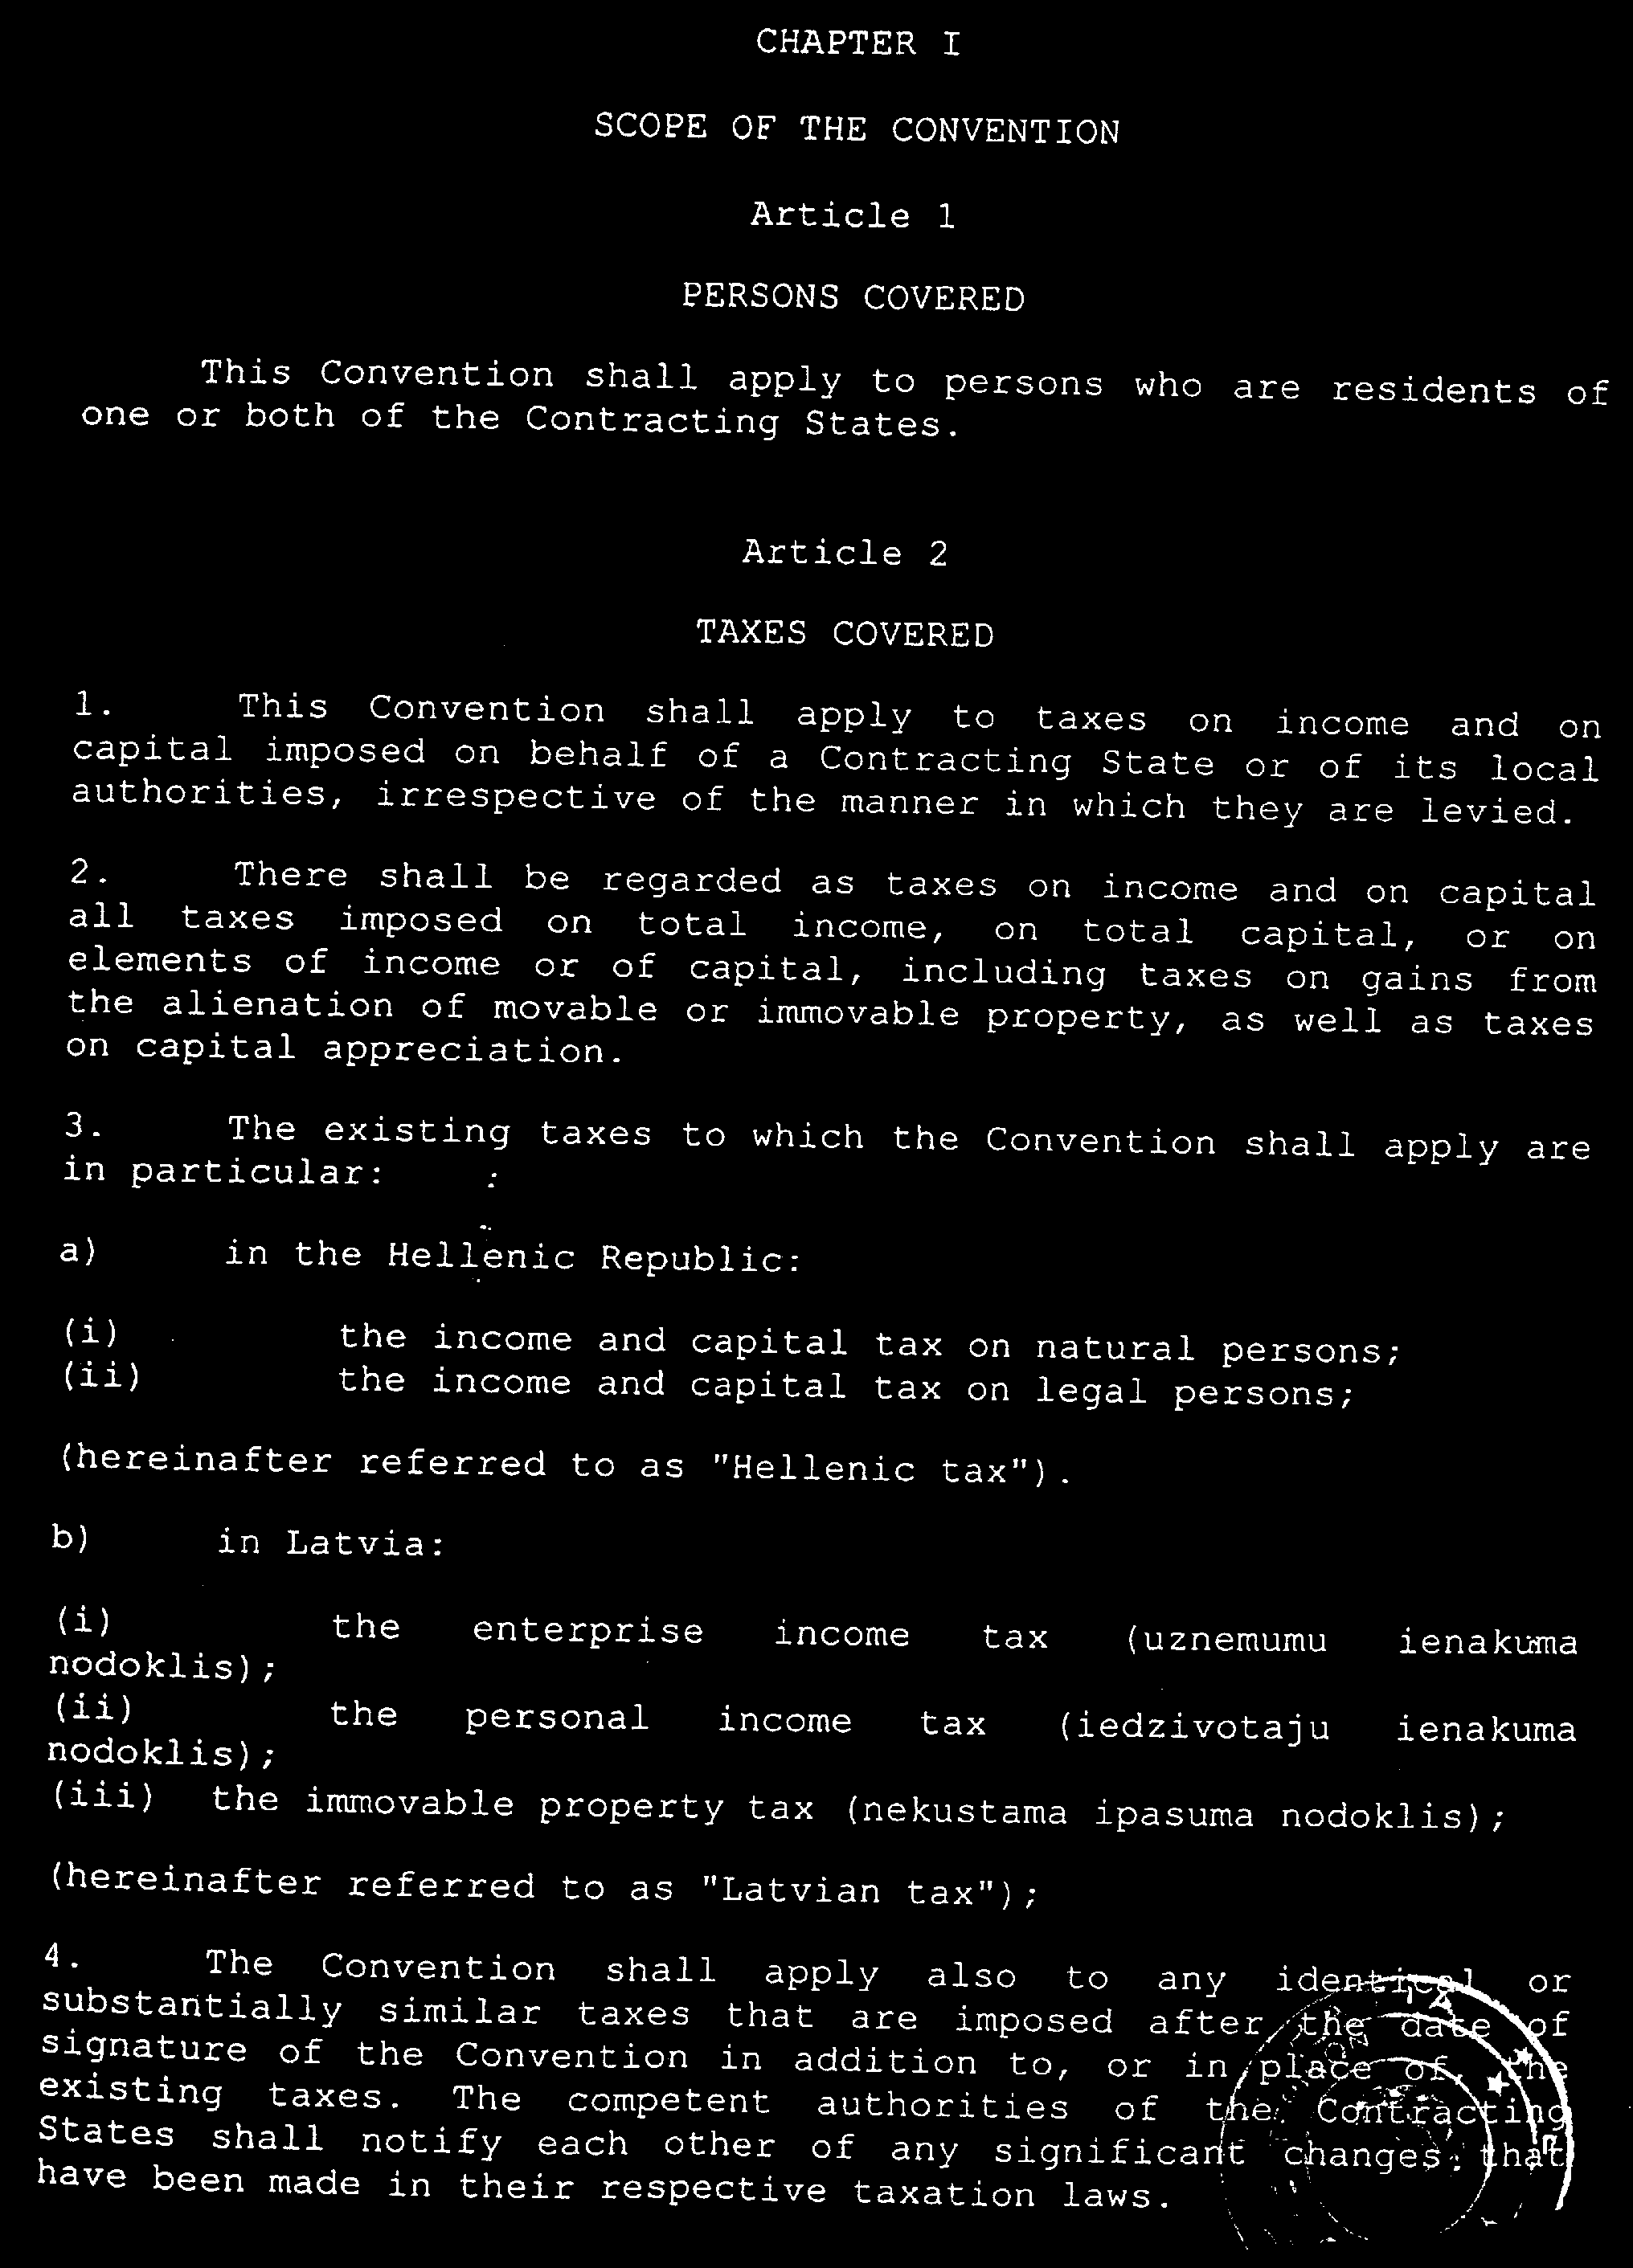 CHAPTER I
SCOPE OF THE CONVENTION
Article 1
PERSONS COVERED
This Convention shall apply to persons who are residents of
one or both of the Contracting States.
Article 2
TAXES COVERED
1. This Convention shall apply to taxes on income and on
capital imposed on behalf of a Contracting State or of its local
authorities, irrespective of the manner in which they are levied.
2. There shall be regarded as taxes on income and on capital
all taxes imposed on total income, on total capital, or on
elements of income or of capital, including taxes on gains from
the alienation of movable or immovable property, as well as taxes
on capital appreciation.
3. The existing taxes to which the Convention shall apply are
in particular:
a) in the Hellenic Republic:
(i) the income and capital tax on natural persons;
(ii) the income and capital tax on legal persons;
(hereinafter referred to as "Hellenic tax").
b) in Latvia:
(i) the enterprise income tax (uznemumu ienakuma
nodoklis);
(ii) the personal income tax (iedzivotaju ienakuma
nodoklis);
(iii) the immovable property tax (nekustama ipasuma nodoklis);
(hereinafter referred to as "Latvian tax");
4. The Convention shall apply also to any identical or
substantially similar taxes that are imposed after the date of
signature of the Convention in addition to, or in place of, the
existing taxes. The competent authorities of the Contracting
States shall notify each other of any significant changes that
have been made in their respective taxation laws.